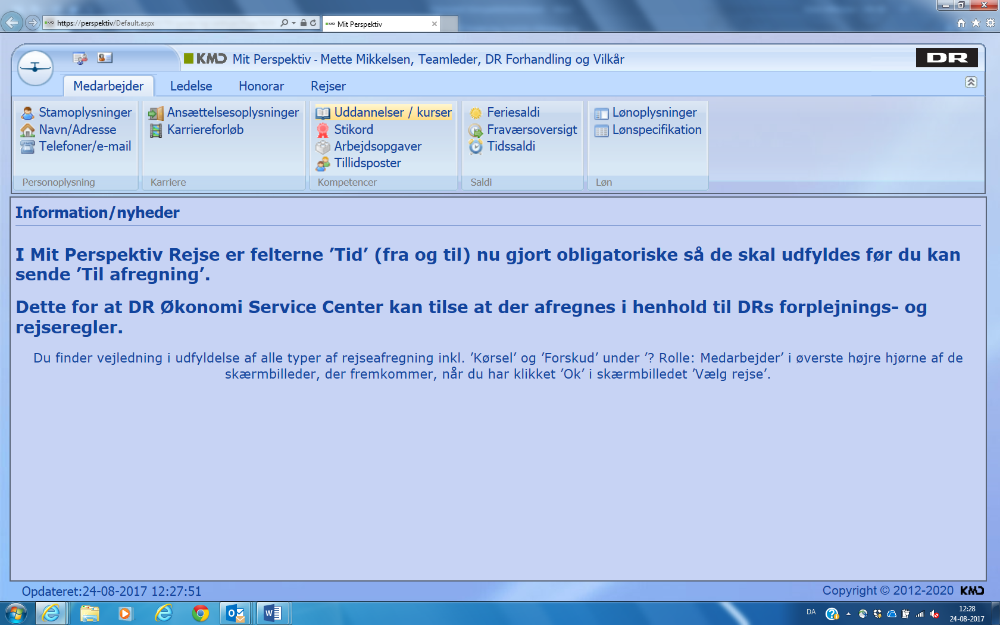 https://perspektiv/Default.aspx
Mit Perspektiv
KMD Mit Perspektiv - Mette Mikkelsen, Teamleder, DR Forhandling og Vilkår
DR
Medarbejder Ledelse Honorar Rejser
Stamoplysninger
Navn/Adresse
Telefoner/e-mail
Personoplysning
Ansættelsesoplysninger
Karriereforløb
Karriere
Uddannelser / kurser
Stikord
Arbejdsopgaver
Tillidsposter
Kompetencer
Feriesaldi
Fraværsoversigt
Tidssaldi
Saldi
Lønoplysninger
Lønspecifikation
Løn
Information/nyheder
I Mit Perspektiv Rejse er felterne ’Tid’ (fra og til) nu gjort obligatoriske så de skal udfyldes før du kan
sende ’Til afregning’.
Dette for at DR Økonomi Service Center kan tilse at der afregnes i henhold til DRs forplejnings- og
rejseregler.
Du finder vejledning i udfyldelse af alle typer af rejseafregning inkl. ’Kørsel’ og ’Forskud’ under ’? Rolle: Medarbejder’ i øverste højre hjørne af de
skærmbilleder, der fremkommer, når du har klikket ’Ok’ i skærmbilledet ’Vælg rejse’.
Opdateret:24-08-2017 12:27:51
Copyright © 2012-2020 KMD
DA
12:28
24-08-2017